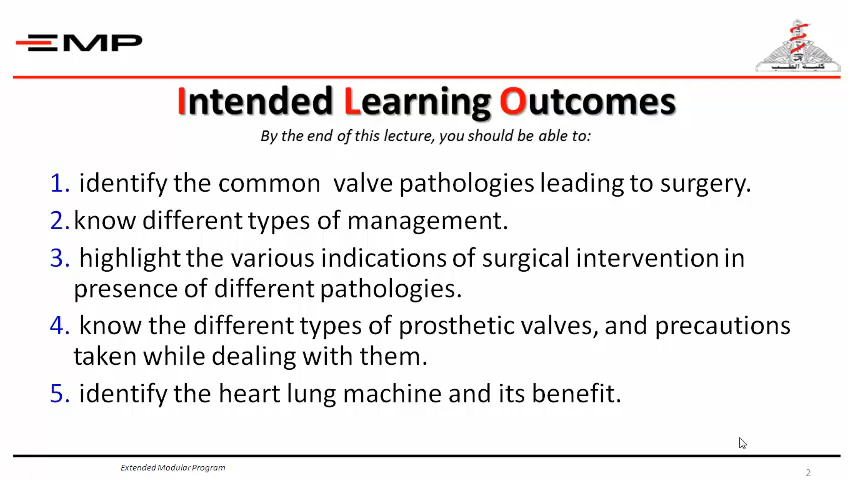 EMP
كلية الطب
Intended Learning Outcomes
By the end of this lecture, you should be able to:
1. identify the common valve pathologies leading to surgery.
2. know different types of management.
3. highlight the various indications of surgical intervention in
presence of different pathologies.
4. know the different types of prosthetic valves, and precautions
taken while dealing with them.
5. identify the heart lung machine and its benefit.
Extended Modular Program
2